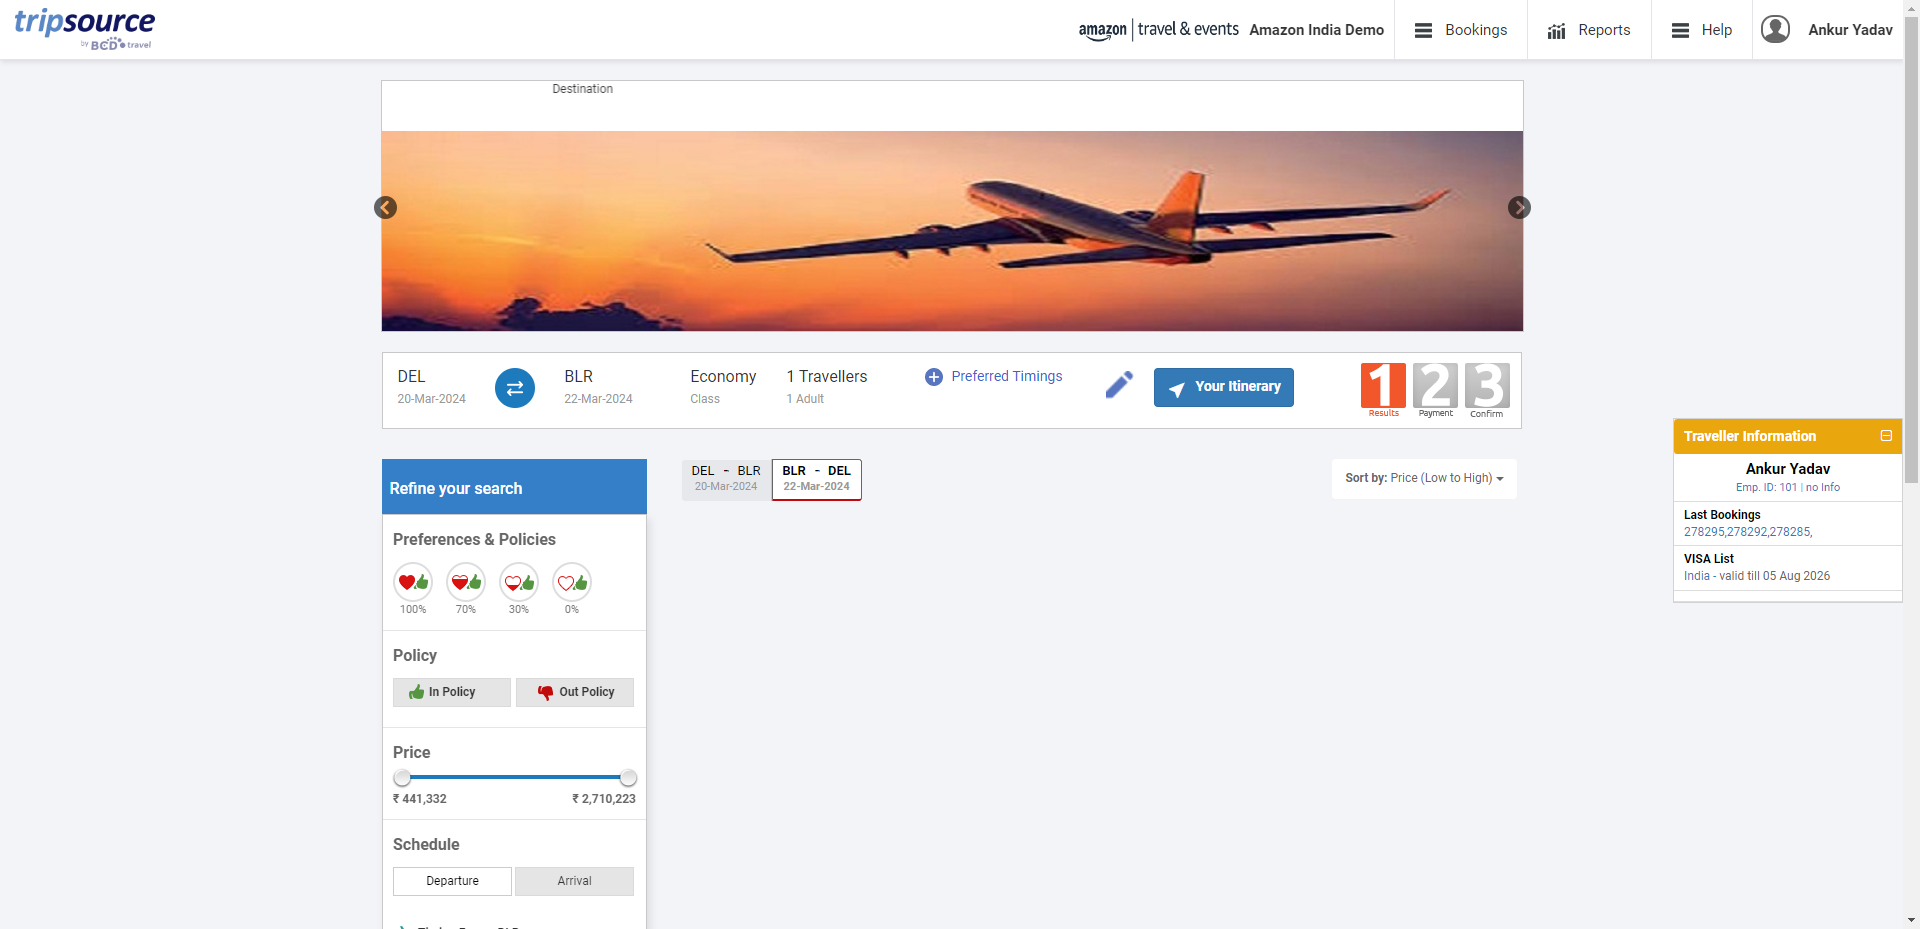 tripsource
by BCD travel
amazon | travel & events Amazon India Demo
Bookings
Reports
Help
Ankur Yadav
Destination
DEL
20-Mar-2024
BLR
22-Mar-2024
Economy
Class
1 Travellers
1 Adult
Preferred Timings
Your Itinerary
1
Results
2
Payment
3
Confirm
Traveller Information
Ankur Yadav
Emp. ID: 101 | no Info
Last Bookings
278295,278292,278285,
VISA List
India - valid till 05 Aug 2026
Refine your search
DEL - BLR
20-Mar-2024
BLR - DEL
22-Mar-2024
Sort by: Price (Low to High)
Preferences & Policies
100%
70%
30%
0%
Policy
In Policy
Out Policy
Price
₹ 441,332
₹ 2,710,223
Schedule
Departure
Arrival